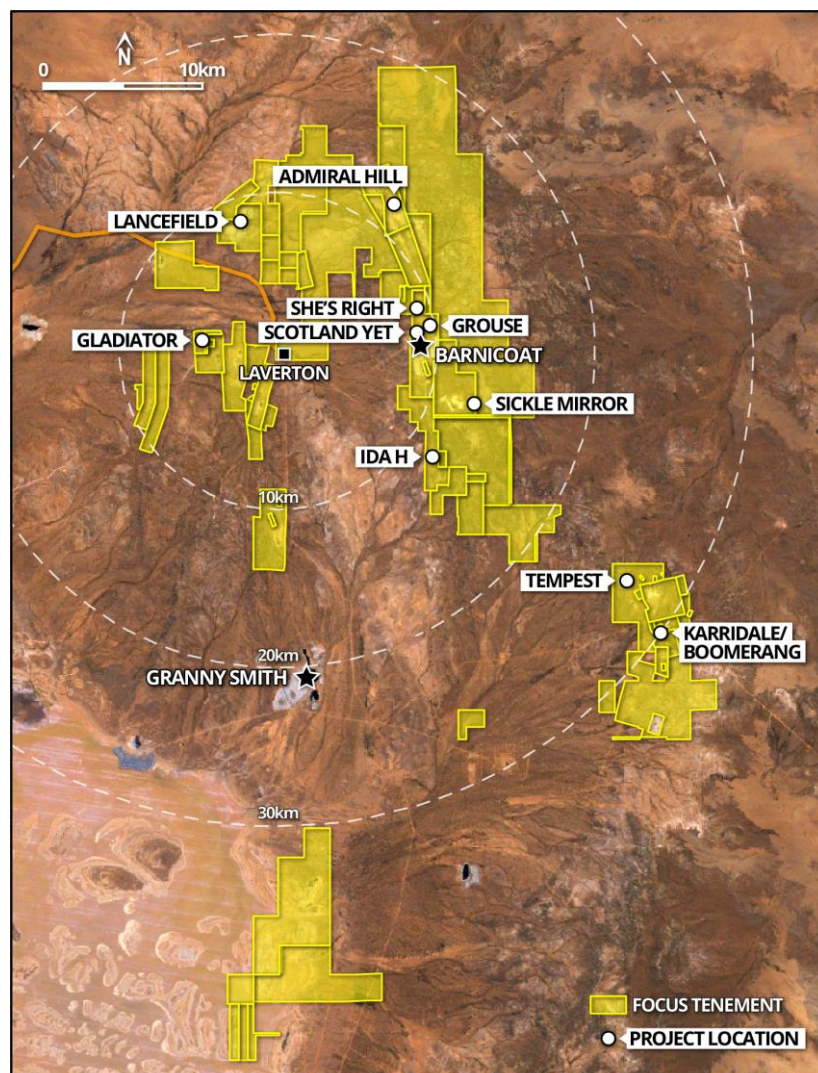 N
0 10km
ADMIRAL HILL
LANCEFIELD
SHE'S RIGHT
GROUSE
SCOTLAND YET
GLADIATOR
BARNICOAT
LAVERTON
SICKLE MIRROR
IDA H
10km
TEMPEST
KARRIDALE/
BOOMERANG
20km
GRANNY SMITH
30km
FOCUS TENEMENT
PROJECT LOCATION